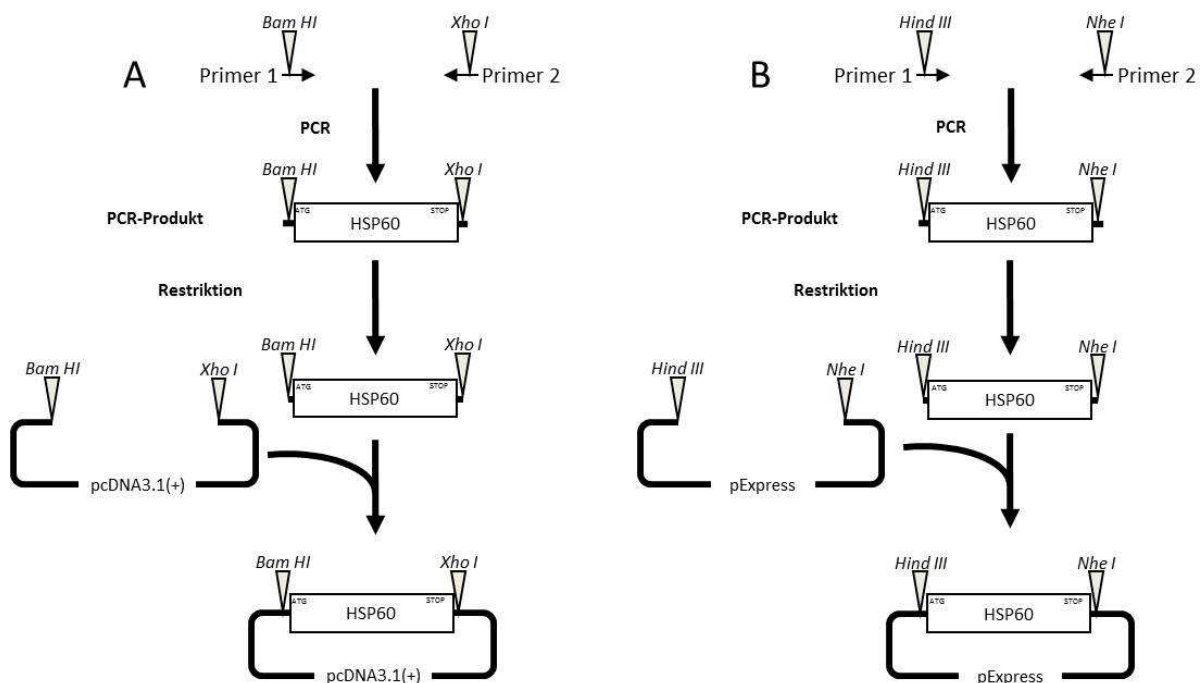 A
Bam HI
Xho I
Primer 1
Primer 2
PCR
Bam HI
Xho I
PCR-Produkt
ATG
HSP60
STOP
Restriktion
Bam HI
Xho I
ATG
HSP60
STOP
Bam HI
Xho I
pcDNA3.1(+)
Bam HI
Xho I
ATG
HSP60
STOP
pcDNA3.1(+)
B
Hind III
Nhe I
Primer 1
Primer 2
PCR
Hind III
Nhe I
PCR-Produkt
ATG
HSP60
STOP
Restriktion
Hind III
Nhe I
ATG
HSP60
STOP
Hind III
Nhe I
pExpress
Hind III
Nhe I
ATG
HSP60
STOP
pExpress